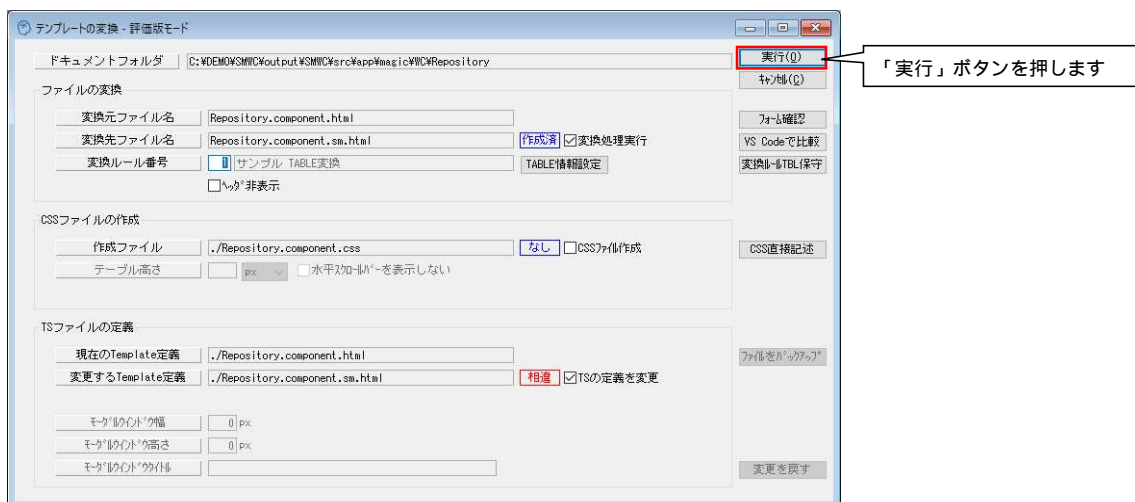 テンプレートの変換 - 評価版モード
ドキュメントフォルダ C:¥DEMO¥SMWC¥output¥SMWC¥src¥app¥magic¥WC¥Repository 実行(O)
「実行」ボタンを押します
キャンセル(C)
ファイルの変換
変換元ファイル名 Repository.component.html フォーム確認
変換先ファイル名 Repository.component.sm.html 作成済 変換処理実行 VS Codeで比較
変換ルール番号 1 サンプル TABLE変換 TABLE情報設定 変換ルールTBL保守
ヘッダ非表示
CSSファイルの作成
作成ファイル ./Repository.component.css なし CSSファイル作成 CSS直接記述
テーブル高さ px 水平スクロールバーを表示しない
TSファイルの定義
現在のTemplate定義 ./Repository.component.html ファイルをバックアップ
変更するTemplate定義 ./Repository.component.sm.html 相違 TSの定義を変更
モーダルウインドウ幅 0 px
モーダルウインドウ高さ 0 px
モーダルウインドウタイトル 変更を戻す